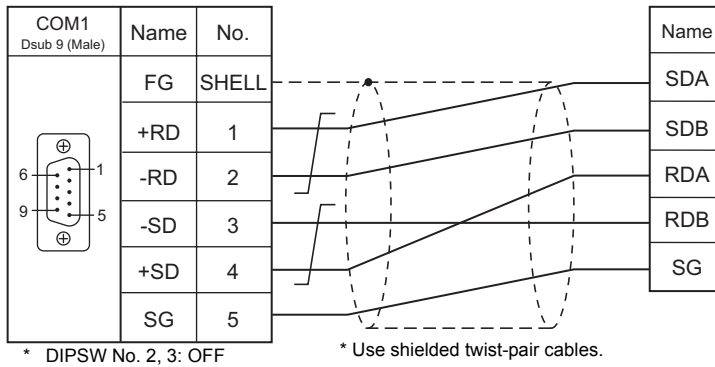 COM1
Dsub 9 (Male)
Name No.
Name
FG SHELL
SDA
+RD 1
SDB
-RD 2
RDA
-SD 3
RDB
+SD 4
SG
SG 5
6 1
9 5
* DIPSW No. 2, 3: OFF
* Use shielded twist-pair cables.